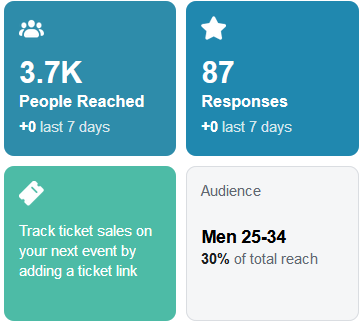 3.7K
People Reached
+0 last 7 days
87
Responses
+0 last 7 days
Track ticket sales on
your next event by
adding a ticket link
Audience
Men 25-34
30% of total reach